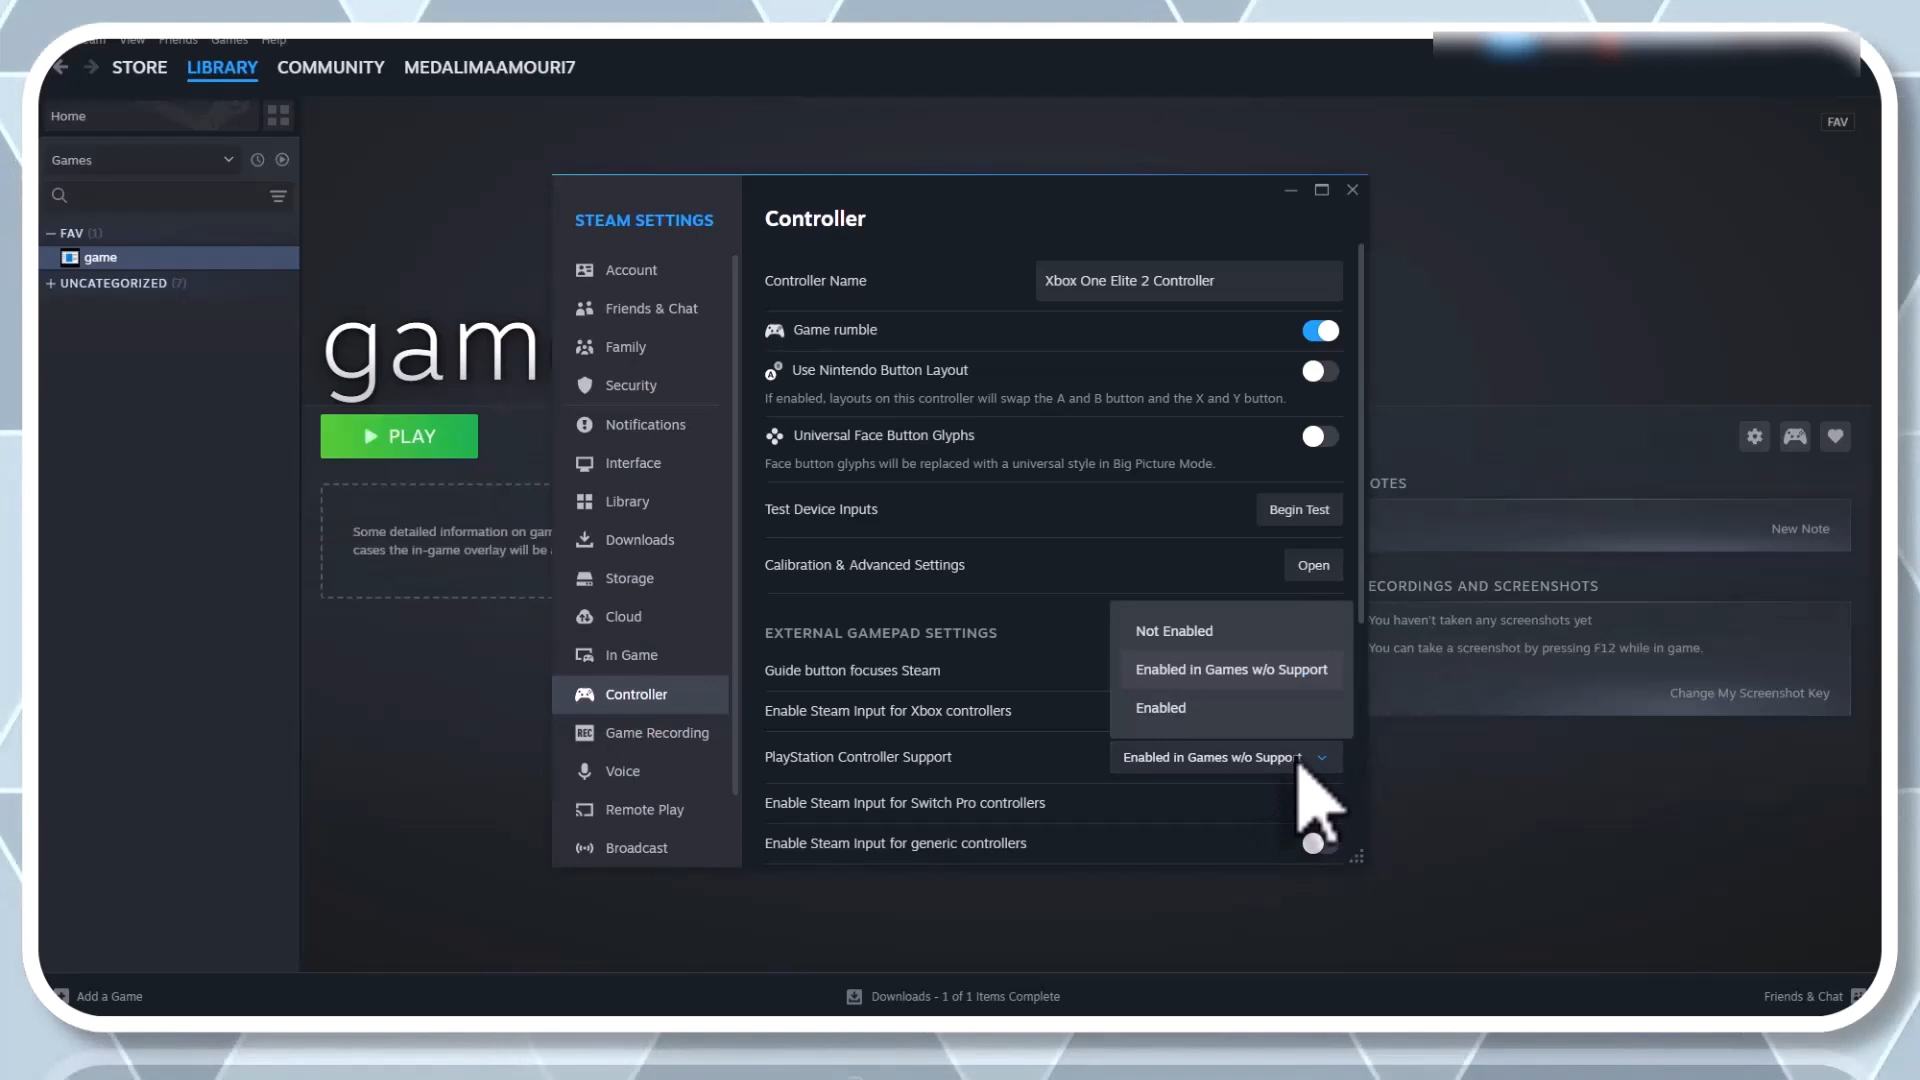 View Friends Games Help
STORE LIBRARY COMMUNITY MEDALIMAAMOURI7
Home
FAV
Games
FAV (1)
game
UNCATEGORIZED (7)
gam
PLAY
Some detailed information on gam
cases the in-game overlay will be
STEAM SETTINGS
Account
Friends & Chat
Family
Security
Notifications
Interface
Library
Downloads
Storage
Cloud
In Game
Controller
REC Game Recording
Voice
Remote Play
Broadcast
Controller
Controller Name Xbox One Elite 2 Controller
Game rumble
A Use Nintendo Button Layout
If enabled, layouts on this controller will swap the A and B button and the X and Y button.
Universal Face Button Glyphs
Face button glyphs will be replaced with a universal style in Big Picture Mode.
Test Device Inputs Begin Test
Calibration & Advanced Settings Open
EXTERNAL GAMEPAD SETTINGS
Guide button focuses Steam
Enable Steam Input for Xbox controllers
Not Enabled
Enabled in Games w/o Support
Enabled
PlayStation Controller Support Enabled in Games w/o Support
Enable Steam Input for Switch Pro controllers
Enable Steam Input for generic controllers
OTES
New Note
ECORDINGS AND SCREENSHOTS
You haven't taken any screenshots yet
You can take a screenshot by pressing F12 while in game.
Change My Screenshot Key
Add a Game
Downloads - 1 of 1 Items Complete
Friends & Chat